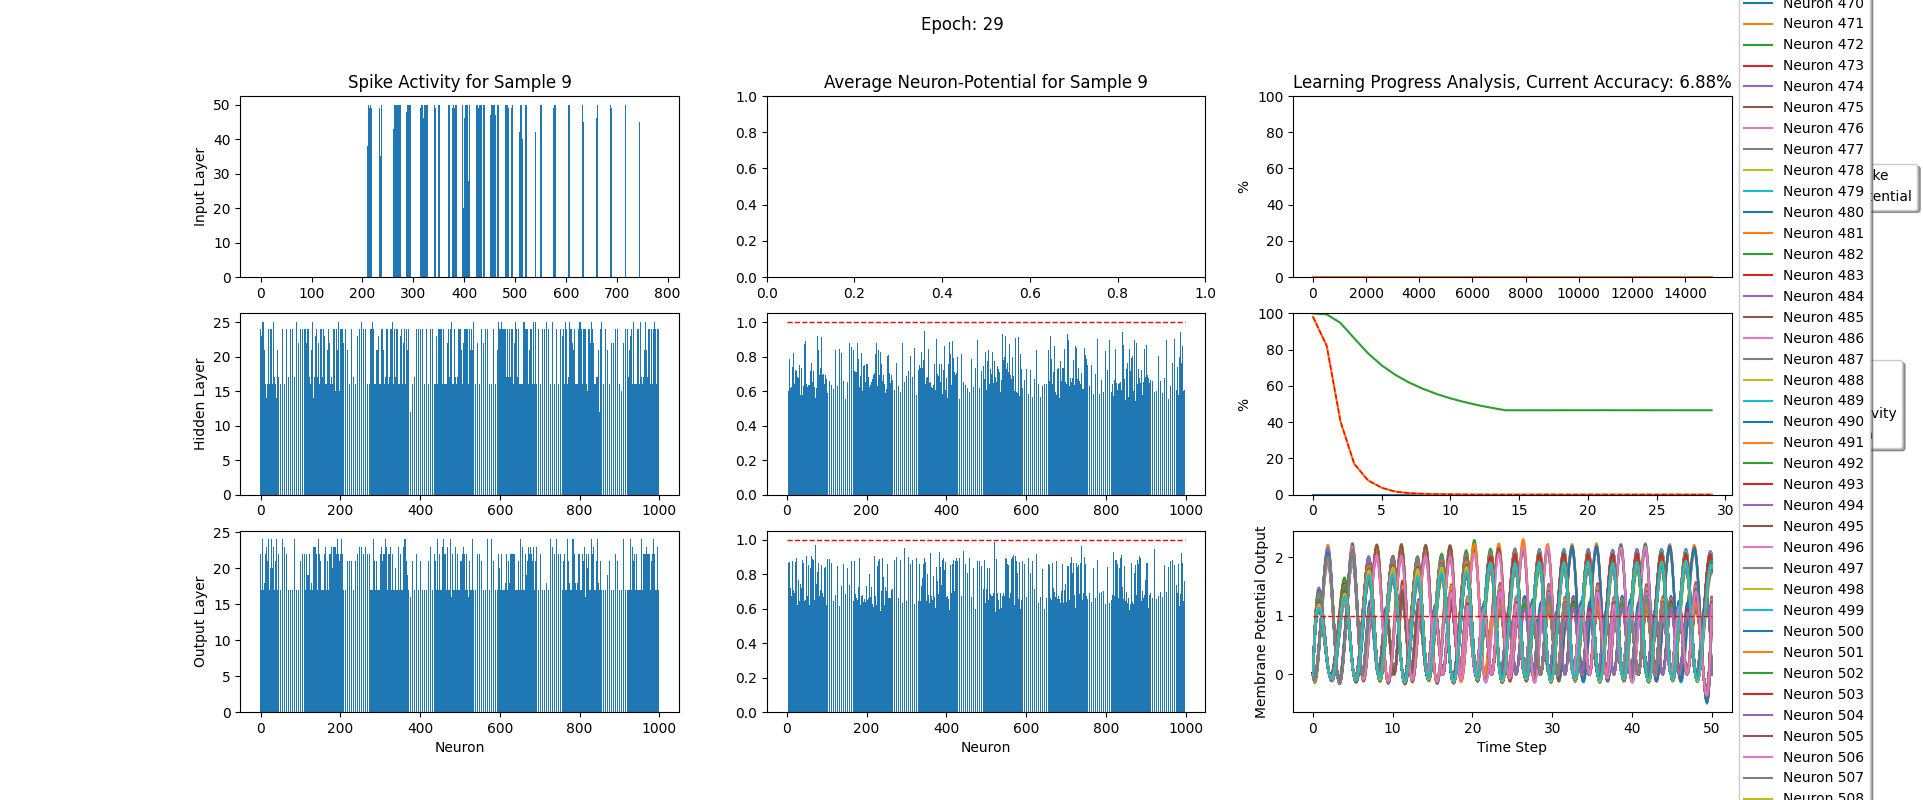 Epoch: 29
Spike Activity for Sample 9
Input Layer
50
40
30
20
10
0
0 100 200 300 400 500 600 700 800
Average Neuron-Potential for Sample 9
1.0
0.8
0.6
0.4
0.2
0.0
0.0 0.2 0.4 0.6 0.8 1.0
Learning Progress Analysis, Current Accuracy: 6.88%
%
100
80
60
40
20
0
0 2000 4000 6000 8000 10000 12000 14000
Hidden Layer
25
20
15
10
5
0
0 200 400 600 800 1000
1.0
0.8
0.6
0.4
0.2
0.0
0 200 400 600 800 1000
%
100
80
60
40
20
0
0 5 10 15 20 25 30
Output Layer
25
20
15
10
5
0
0 200 400 600 800 1000
Neuron
1.0
0.8
0.6
0.4
0.2
0.0
0 200 400 600 800 1000
Neuron
Membrane Potential Output
2
1
0
0 10 20 30 40 50
Time Step
Neuron 470
Neuron 471
Neuron 472
Neuron 473
Neuron 474
Neuron 475
Neuron 476
Neuron 477
Neuron 478
Neuron 479
Neuron 480
Neuron 481
Neuron 482
Neuron 483
Neuron 484
Neuron 485
Neuron 486
Neuron 487
Neuron 488
Neuron 489
Neuron 490
Neuron 491
Neuron 492
Neuron 493
Neuron 494
Neuron 495
Neuron 496
Neuron 497
Neuron 498
Neuron 499
Neuron 500
Neuron 501
Neuron 502
Neuron 503
Neuron 504
Neuron 505
Neuron 506
Neuron 507
Neuron 508